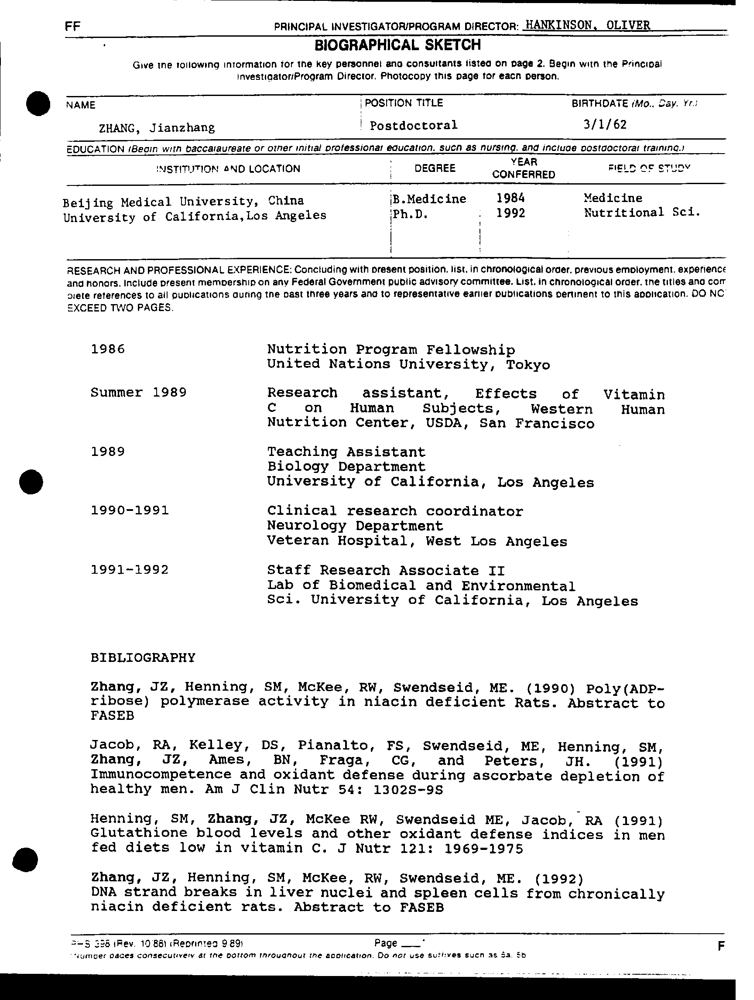 FF
PRINCIPAL INVESTIGATOR/PROGRAM DIRECTOR: HANKINSON, OLIVER
BIOGRAPHICAL SKETCH
Give the following information for the key personnel and consultants listed on page 2. Begin with the Principal
Investigator/Program Director. Photocopy this page for each person.
NAME POSITION TITLE BIRTHDATE (Mo., Day, Yr.)
ZHANG, Jianzhang Postdoctoral 3/1/62
EDUCATION (Begin with baccalaureate or other initial professional education, such as nursing, and include postdoctoral training.)
INSTITUTION AND LOCATION DEGREE YEAR CONFERRED FIELD OF STUDY
Beijing Medical University, China B.Medicine 1984 Medicine
University of California,Los Angeles Ph.D. 1992 Nutritional Sci.
RESEARCH AND PROFESSIONAL EXPERIENCE: Concluding with present position, list, in chronological order, previous employment, experience
and honors. Include present membership on any Federal Government public advisory committee. List, in chronological order, the titles and com
plete references to all publications during the past three years and to representative earlier publications pertinent to this application. DO NO
EXCEED TWO PAGES.
1986 Nutrition Program Fellowship
United Nations University, Tokyo
Summer 1989 Research assistant, Effects of Vitamin
C on Human Subjects, Western Human
Nutrition Center, USDA, San Francisco
1989 Teaching Assistant
Biology Department
University of California, Los Angeles
1990-1991 Clinical research coordinator
Neurology Department
Veteran Hospital, West Los Angeles
1991-1992 Staff Research Associate II
Lab of Biomedical and Environmental
Sci. University of California, Los Angeles
BIBLIOGRAPHY
Zhang, JZ, Henning, SM, McKee, RW, Swendseid, ME. (1990) Poly(ADP-
ribose) polymerase activity in niacin deficient Rats. Abstract to
FASEB
Jacob, RA, Kelley, DS, Pianalto, FS, Swendseid, ME, Henning, SM,
Zhang, JZ, Ames, BN, Fraga, CG, and Peters, JH. (1991)
Immunocompetence and oxidant defense during ascorbate depletion of
healthy men. Am J Clin Nutr 54: 1302S-9S
Henning, SM, Zhang, JZ, McKee RW, Swendseid ME, Jacob, RA (1991)
Glutathione blood levels and other oxidant defense indices in men
fed diets low in vitamin C. J Nutr 121: 1969-1975
Zhang, JZ, Henning, SM, McKee, RW, Swendseid, ME. (1992)
DNA strand breaks in liver nuclei and spleen cells from chronically
niacin deficient rats. Abstract to FASEB
PHS 398 (Rev. 10/88) (Reprinted 9/89) Page ___* F
*Number pages consecutively at the bottom throughout the application. Do not use suffixes such as 5a, 5b